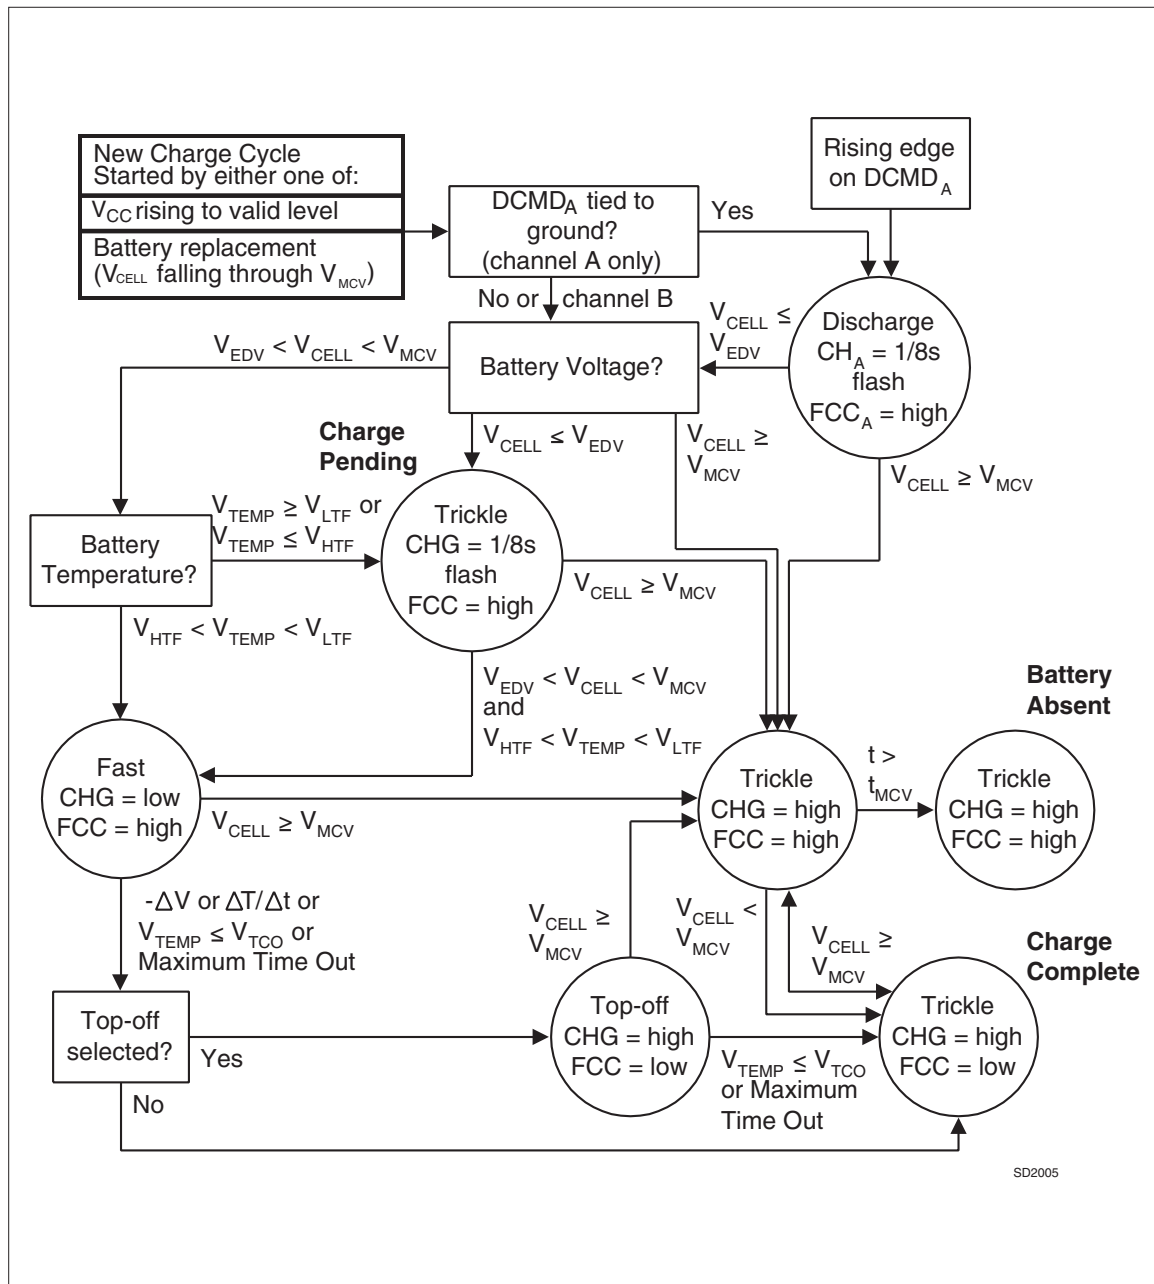 New Charge Cycle
Started by either one of:
VCC rising to valid level
Battery replacement
(VCELL falling through VMCV)
DCMDA tied to
ground?
(channel A only)
Yes
Rising edge
on DCMDA
No or channel B
VCELL ≤
VEDV
Discharge
CHA = 1/8s
flash
FCCA = high
VEDV < VCELL < VMCV
Battery Voltage?
Charge
Pending
VCELL ≤ VEDV
VCELL ≥
VMCV
VCELL ≥ VMCV
VTEMP ≥ VLTF or
VTEMP ≤ VHTF
Battery
Temperature?
Trickle
CHG = 1/8s
flash
FCC = high
VCELL ≥ VMCV
VHTF < VTEMP < VLTF
VEDV < VCELL < VMCV
and
VHTF < VTEMP < VLTF
Battery
Absent
Fast
CHG = low
FCC = high
VCELL ≥ VMCV
Trickle
CHG = high
FCC = high
t >
tMCV
Trickle
CHG = high
FCC = high
-ΔV or ΔT/Δt or
VTEMP ≤ VTCO or
Maximum Time Out
VCELL ≥
VMCV
VCELL <
VMCV
VCELL ≥
VMCV
Charge
Complete
Top-off
selected?
Yes
No
Top-off
CHG = high
FCC = low
VTEMP ≤ VTCO
or Maximum
Time Out
Trickle
CHG = high
FCC = low
SD2005